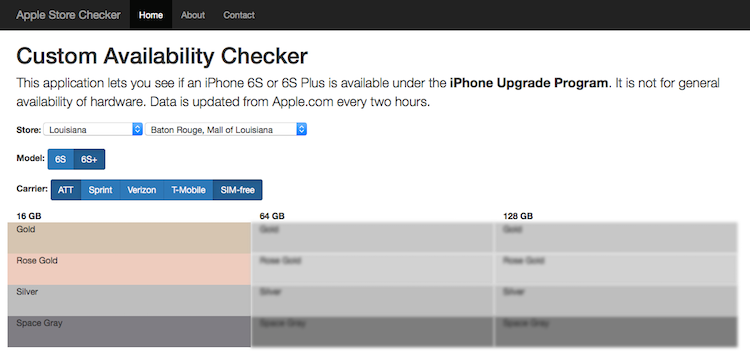 Apple Store Checker Home About Contact
Custom Availability Checker
This application lets you see if an iPhone 6S or 6S Plus is available under the iPhone Upgrade Program. It is not for general
availability of hardware. Data is updated from Apple.com every two hours.
Store: Louisiana Baton Rouge, Mall of Louisiana
Model: 6S 6S+
Carrier: ATT Sprint Verizon T-Mobile SIM-free
16 GB 64 GB 128 GB
Gold Gold Gold
Rose Gold Rose Gold Rose Gold
Silver Silver Silver
Space Gray Space Gray Space Gray